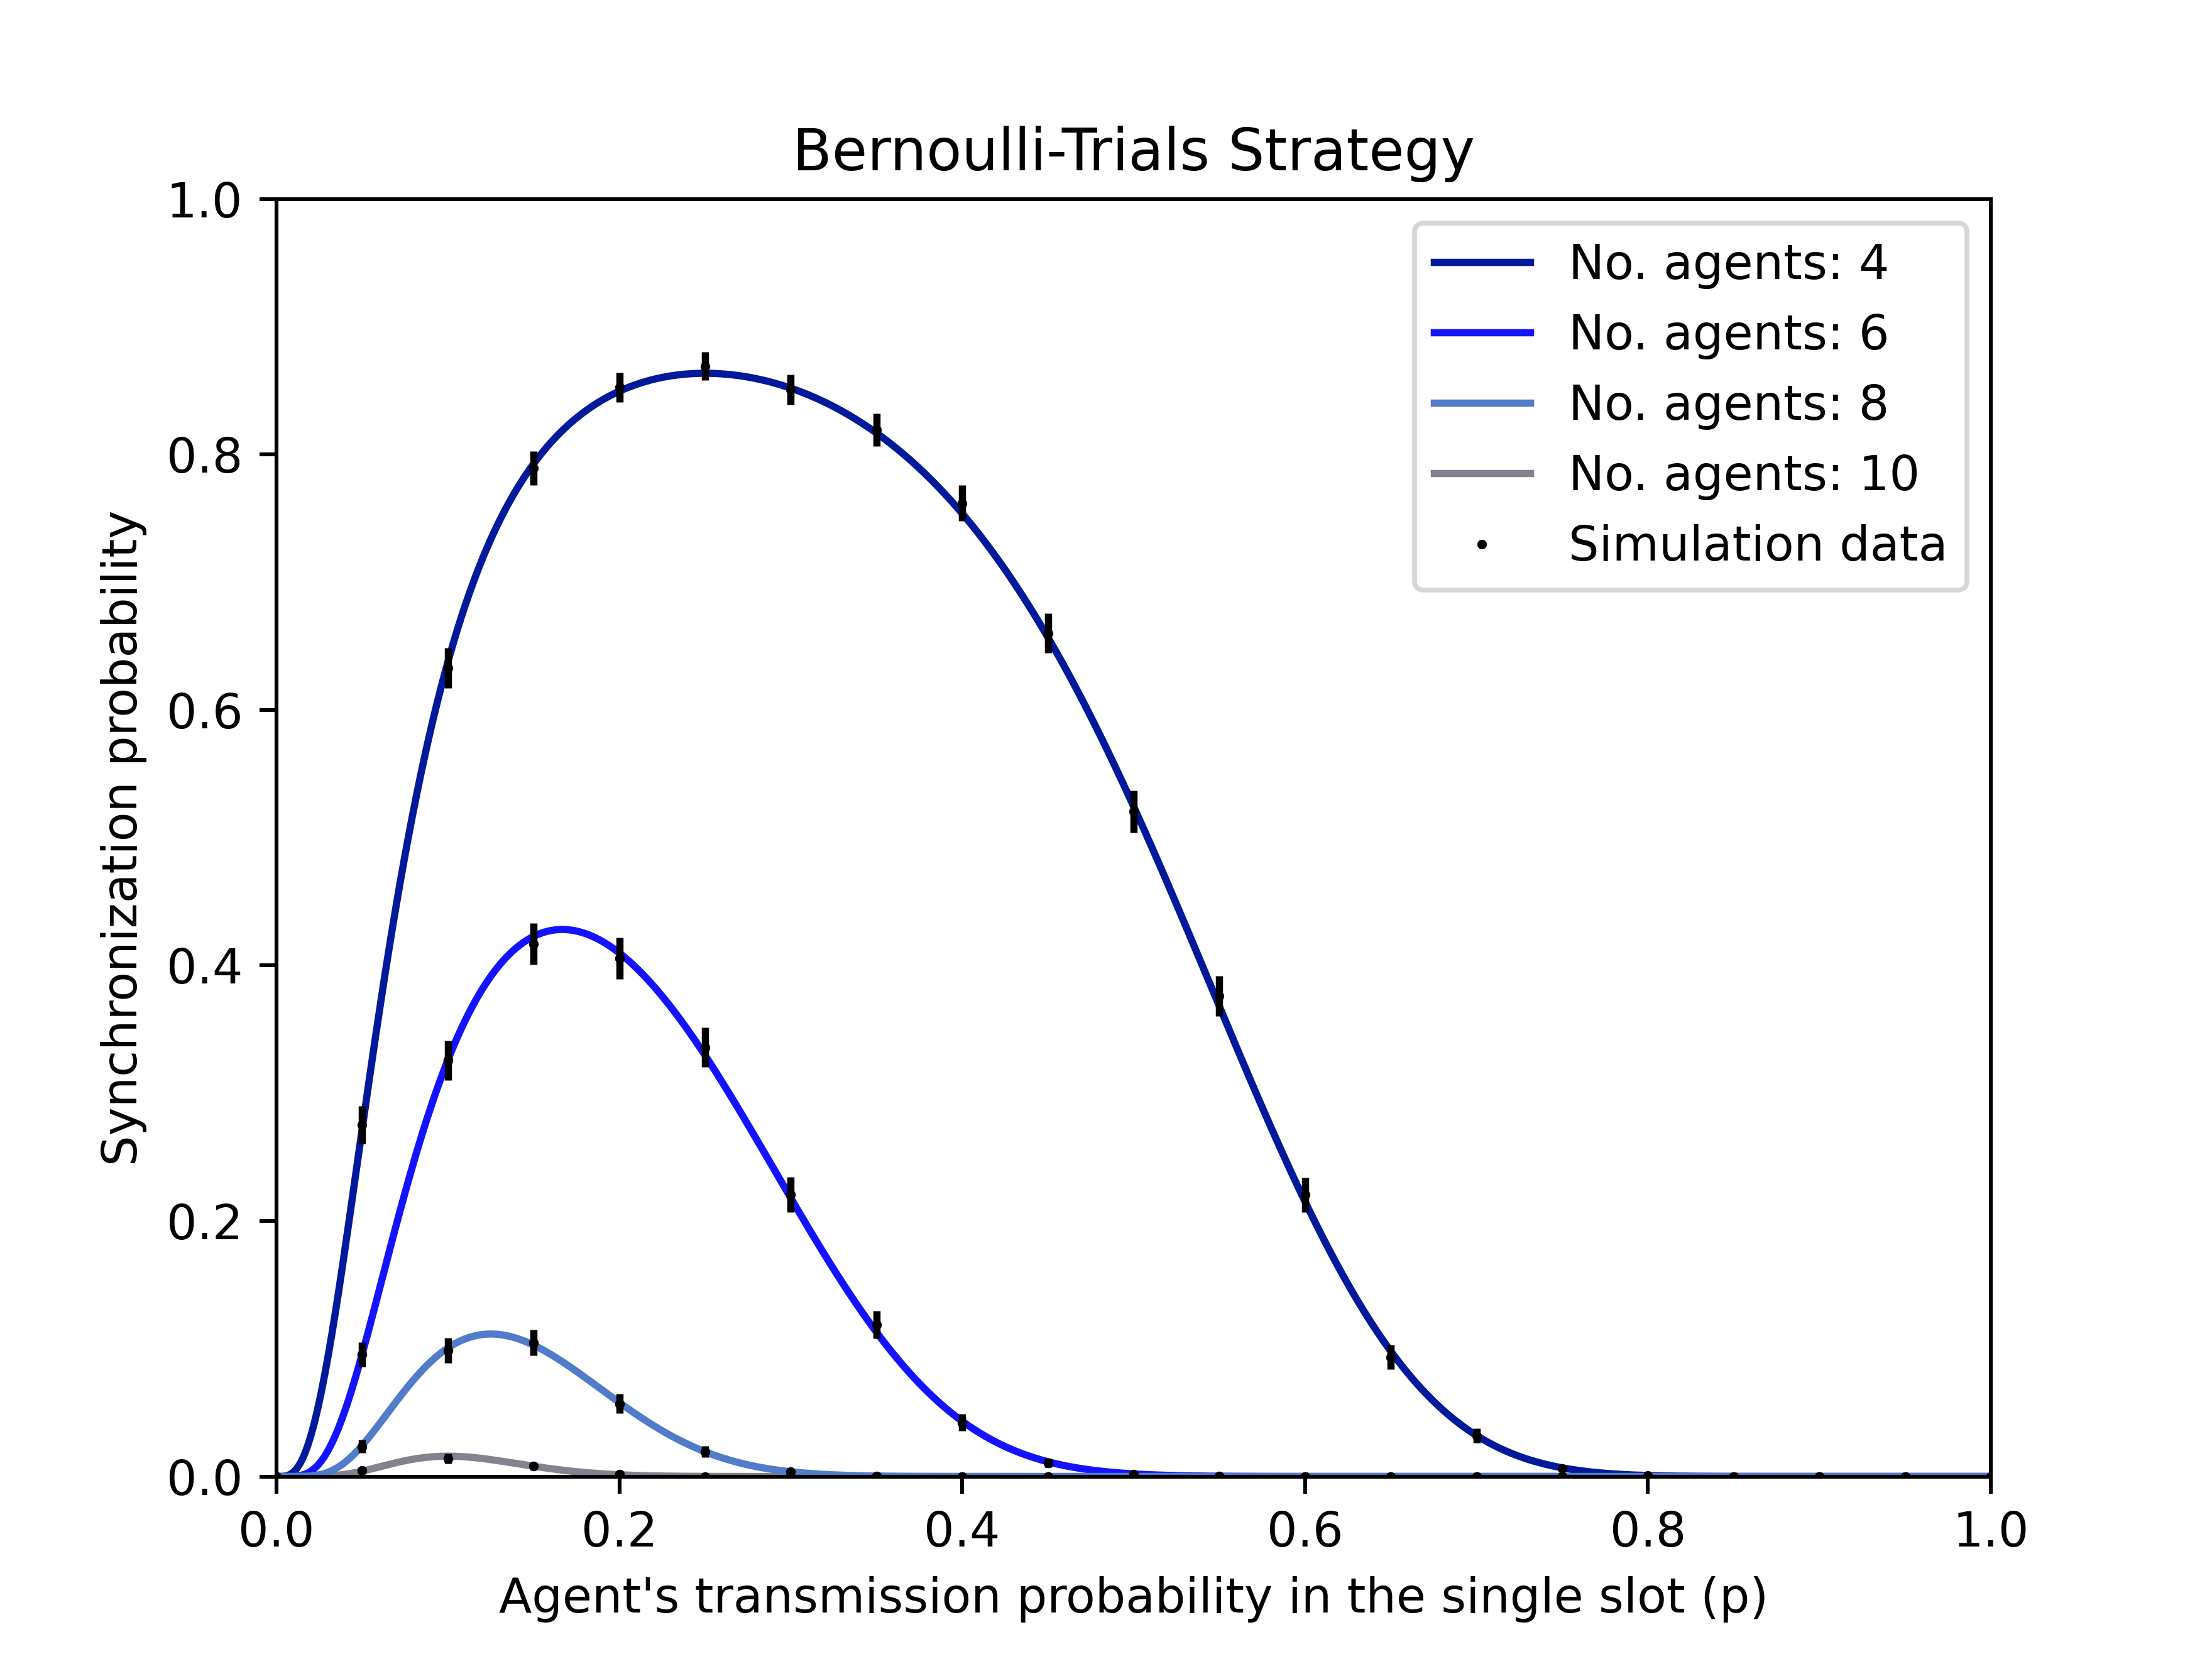 Bernoulli-Trials Strategy
1.0
0.8
0.6
0.4
0.2
0.0
Synchronization probability
No. agents: 4
No. agents: 6
No. agents: 8
No. agents: 10
Simulation data
0.0 0.2 0.4 0.6 0.8 1.0
Agent's transmission probability in the single slot (p)